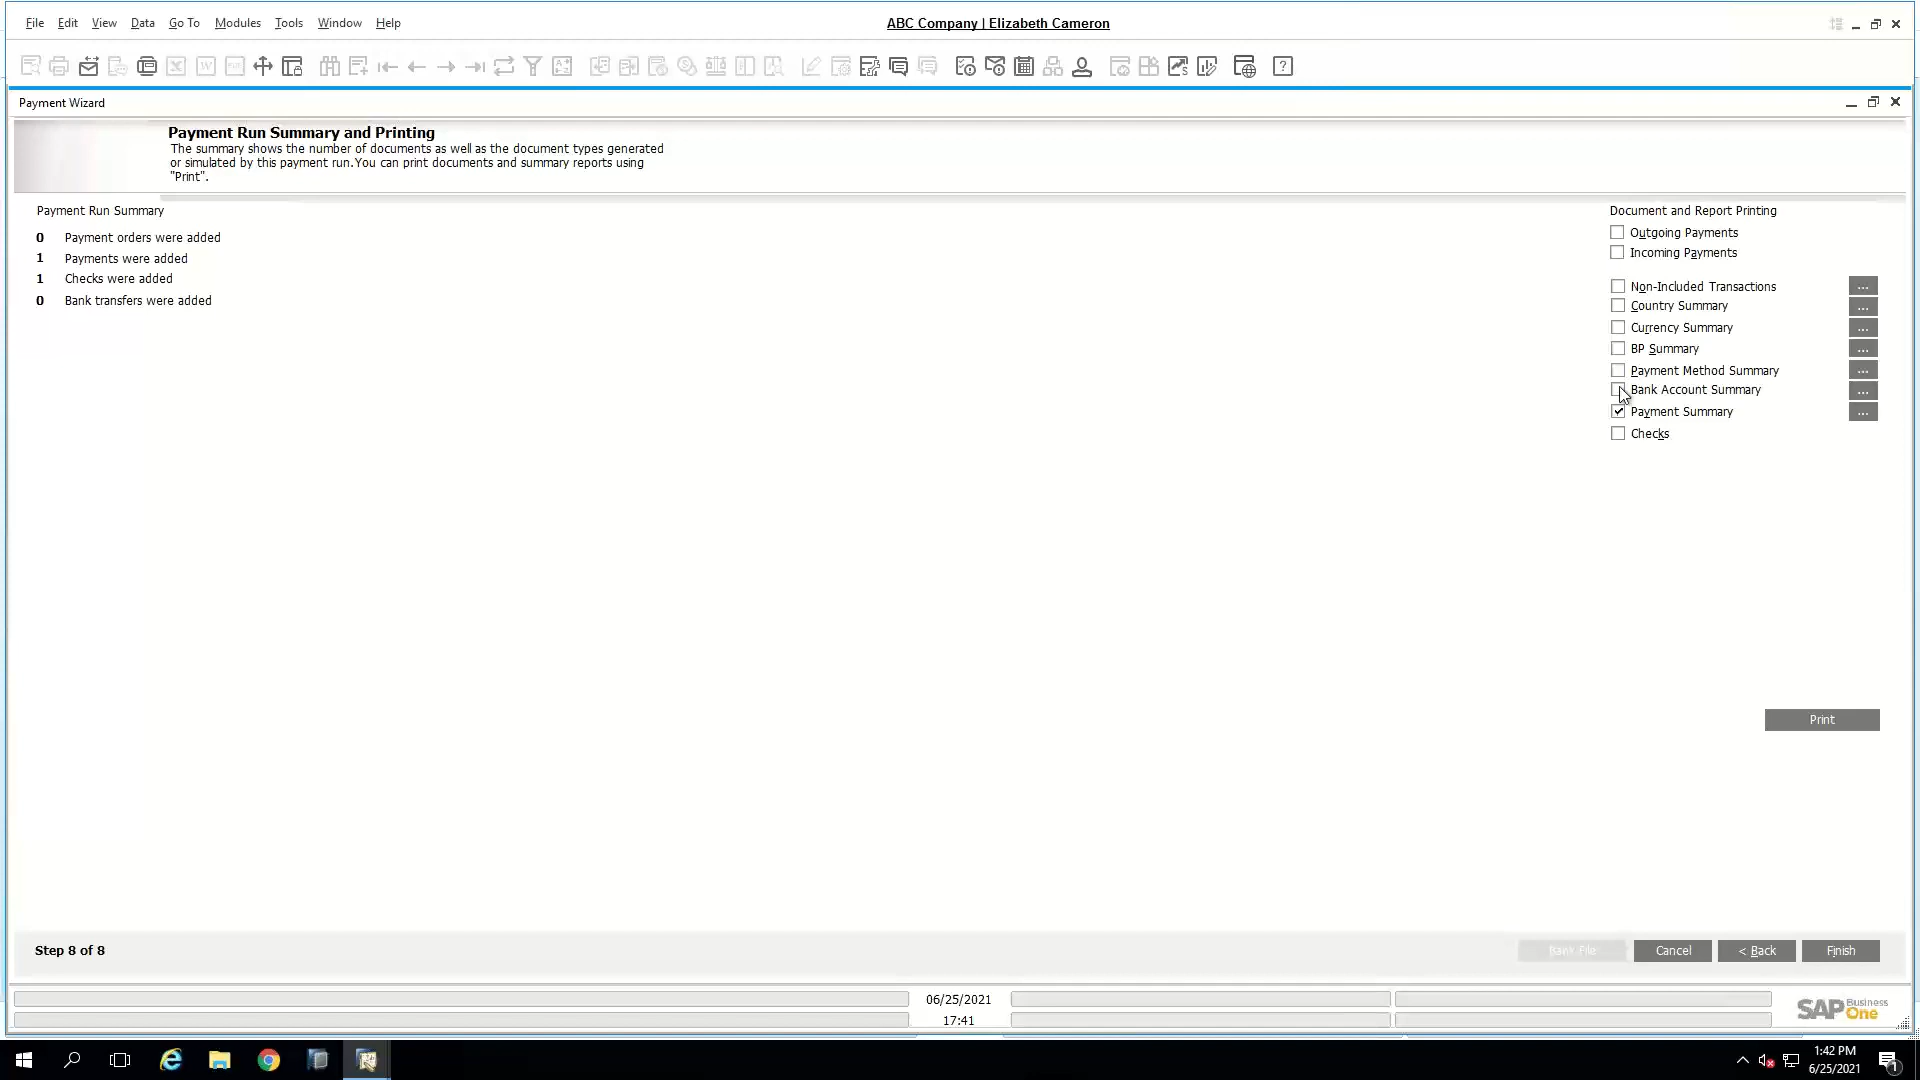 File Edit View Data Go To Modules Tools Window Help
ABC Company | Elizabeth Cameron
Payment Wizard
Payment Run Summary and Printing
The summary shows the number of documents as well as the document types generated
or simulated by this payment run.You can print documents and summary reports using
"Print".
Payment Run Summary
0 Payment orders were added
1 Payments were added
1 Checks were added
0 Bank transfers were added
Document and Report Printing
Outgoing Payments
Incoming Payments
Non-Included Transactions ...
Country Summary ...
Currency Summary ...
BP Summary ...
Payment Method Summary ...
Bank Account Summary ...
Payment Summary ...
Checks
Print
Step 8 of 8
Bank File Cancel < Back Finish
06/25/2021
17:41
SAP Business One
1:42 PM
6/25/2021
1